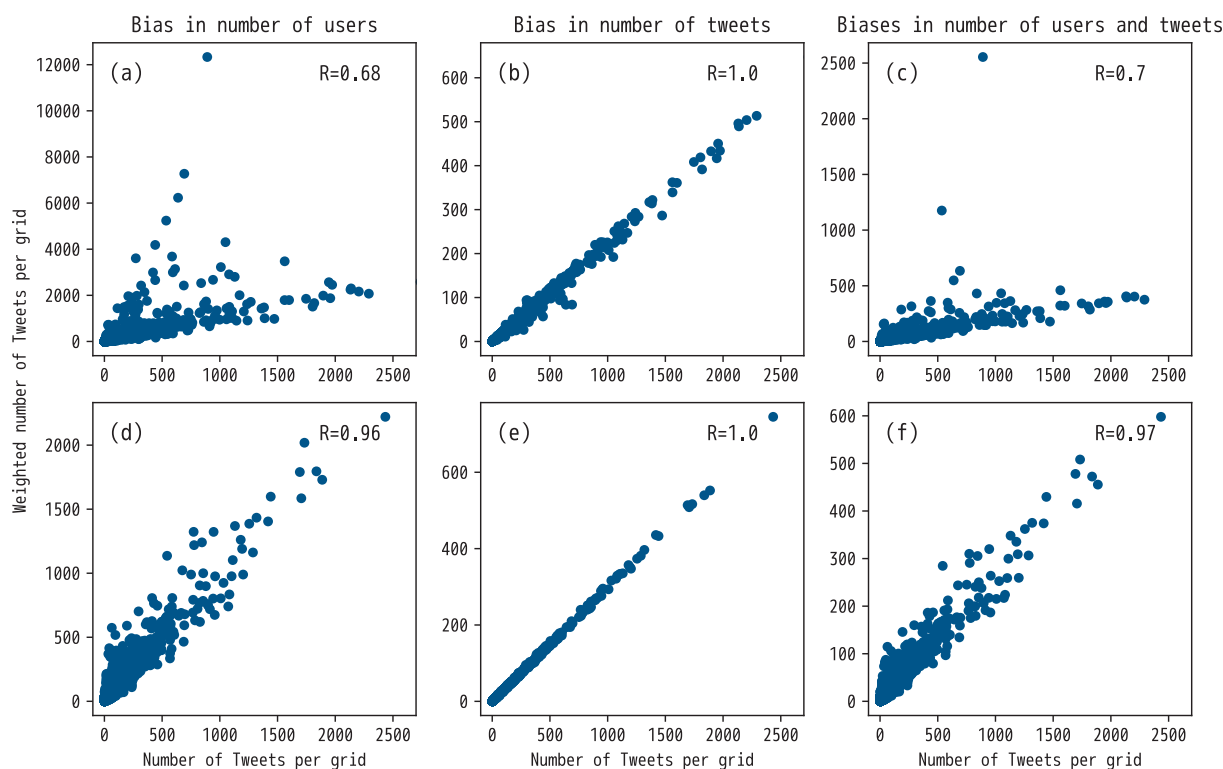 Bias in number of users
Bias in number of tweets
Biases in number of users and tweets
(a)
R=0.68
12000
10000
8000
6000
4000
2000
0
0 500 1000 1500 2000 2500
(b)
R=1.0
600
500
400
300
200
100
0
0 500 1000 1500 2000 2500
(c)
R=0.7
2500
2000
1500
1000
500
0
0 500 1000 1500 2000 2500
Weighted number of Tweets per grid
(d)
R=0.96
2000
1500
1000
500
0
0 500 1000 1500 2000 2500
Number of Tweets per grid
(e)
R=1.0
600
400
200
0
0 500 1000 1500 2000 2500
Number of Tweets per grid
(f)
R=0.97
600
500
400
300
200
100
0
0 500 1000 1500 2000 2500
Number of Tweets per grid